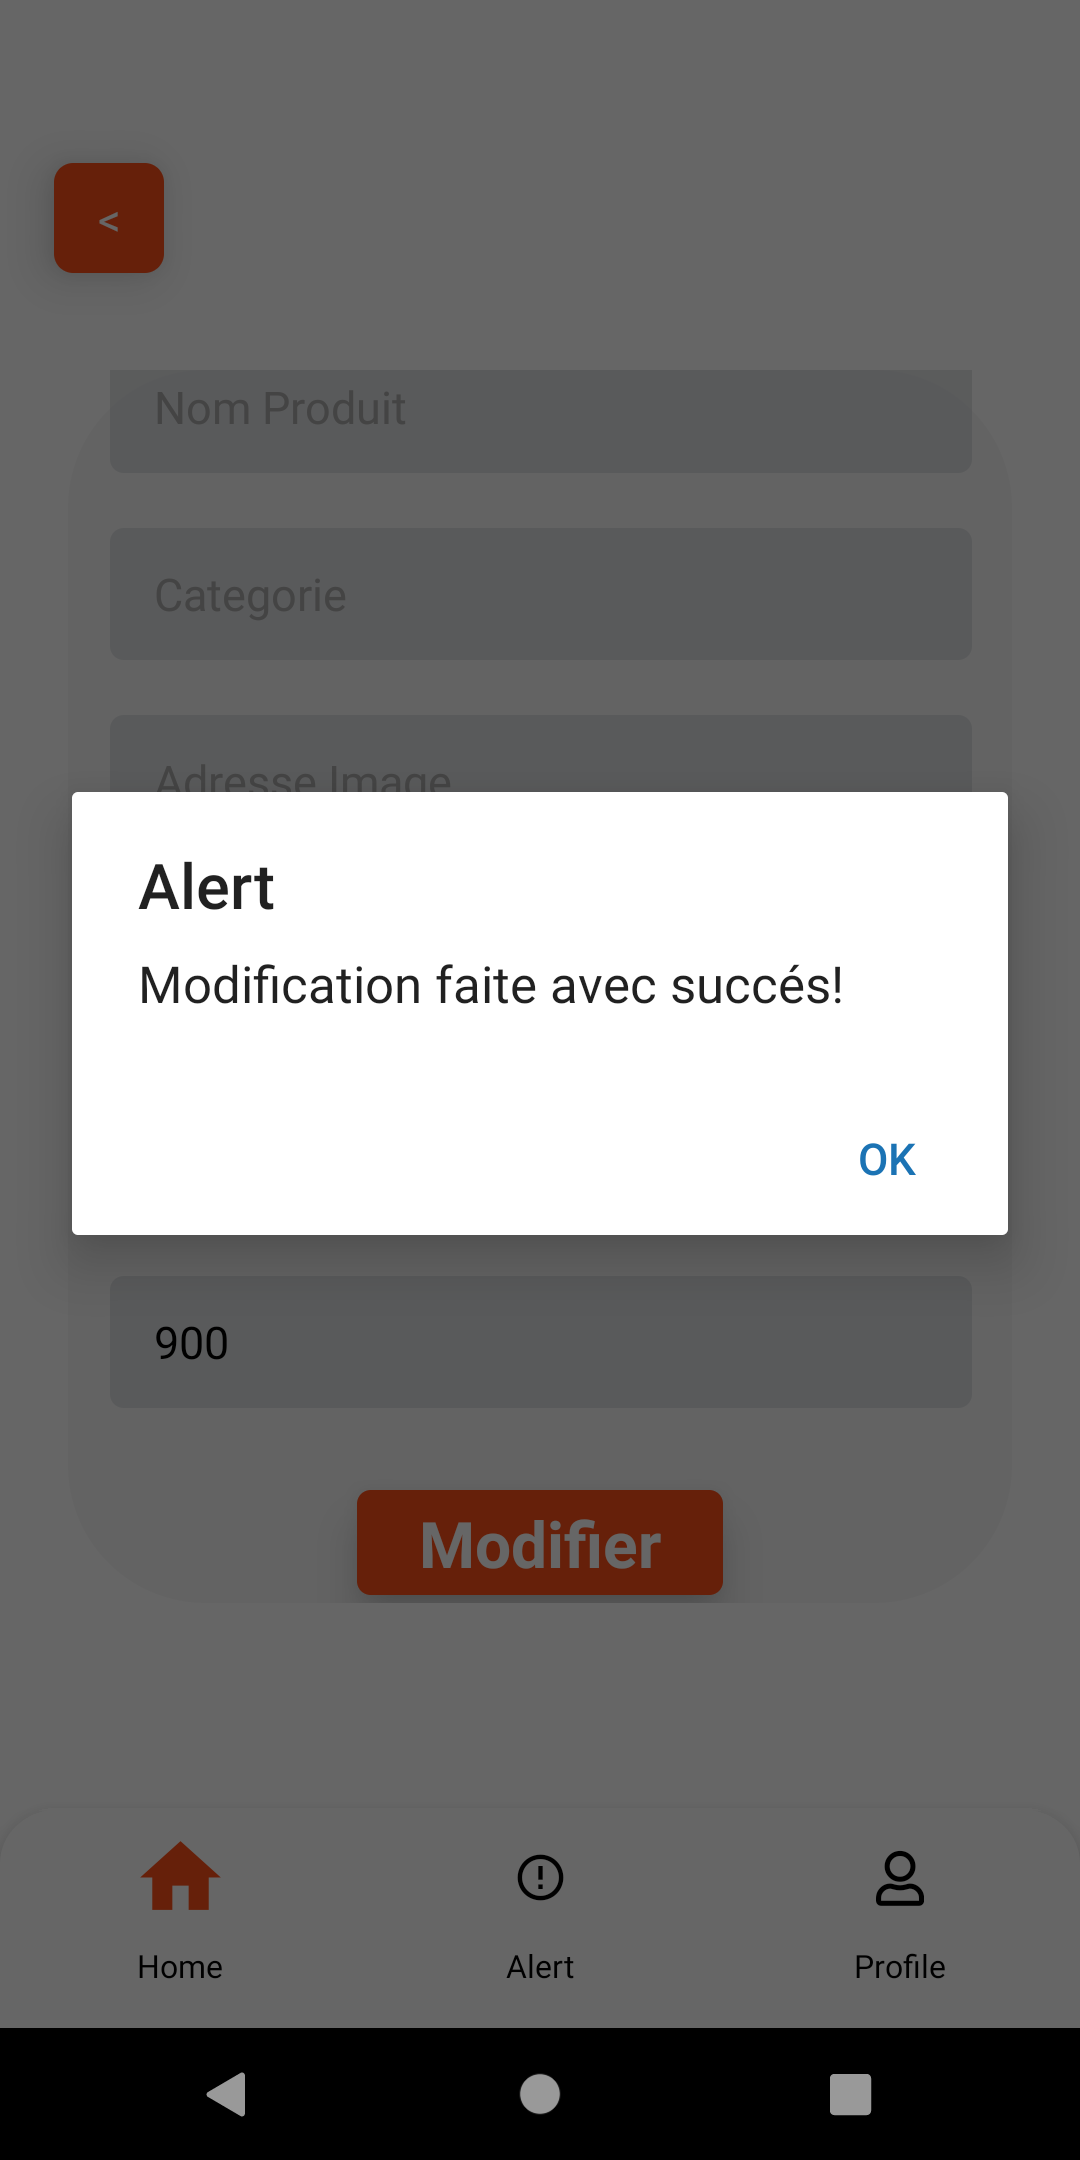 <
Nom Produit
Categorie
Adresse Image
Alert
Modification faite avec succés!
OK
900
Modifier
Home
Alert
Profile